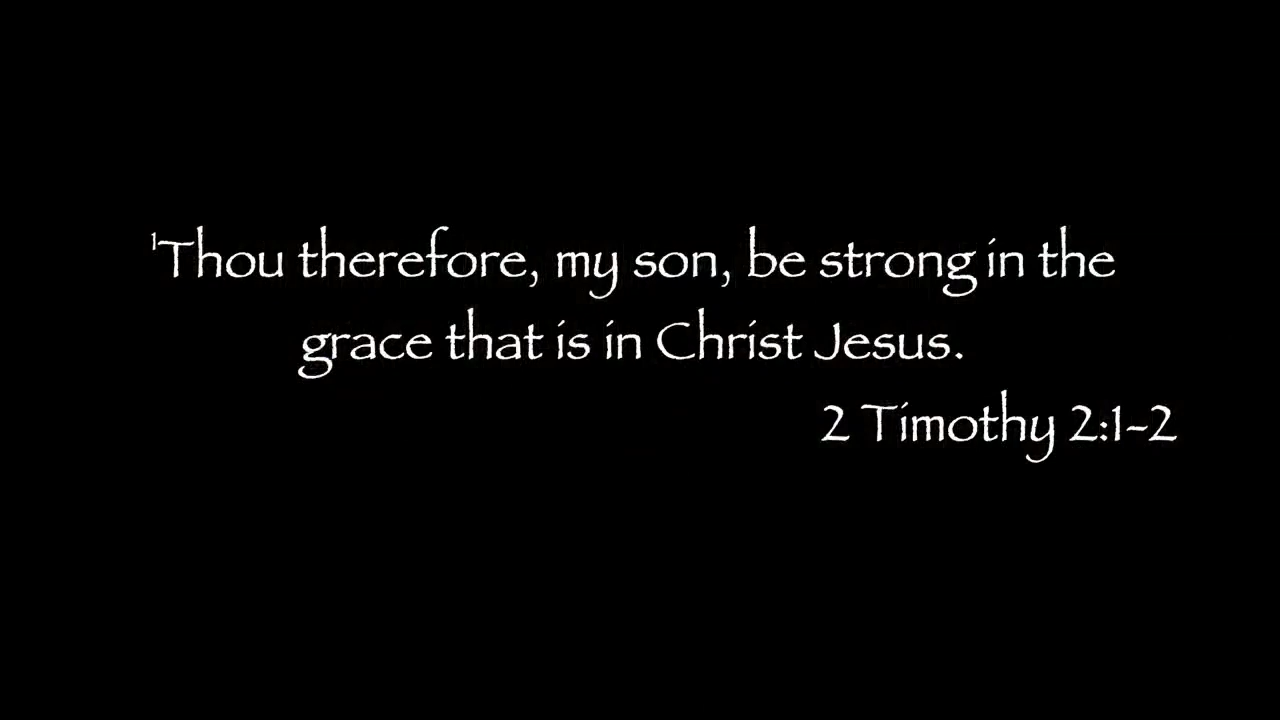 ¹Thou therefore, my son, be strong in the
grace that is in Christ Jesus.
2 Timothy 2:1-2